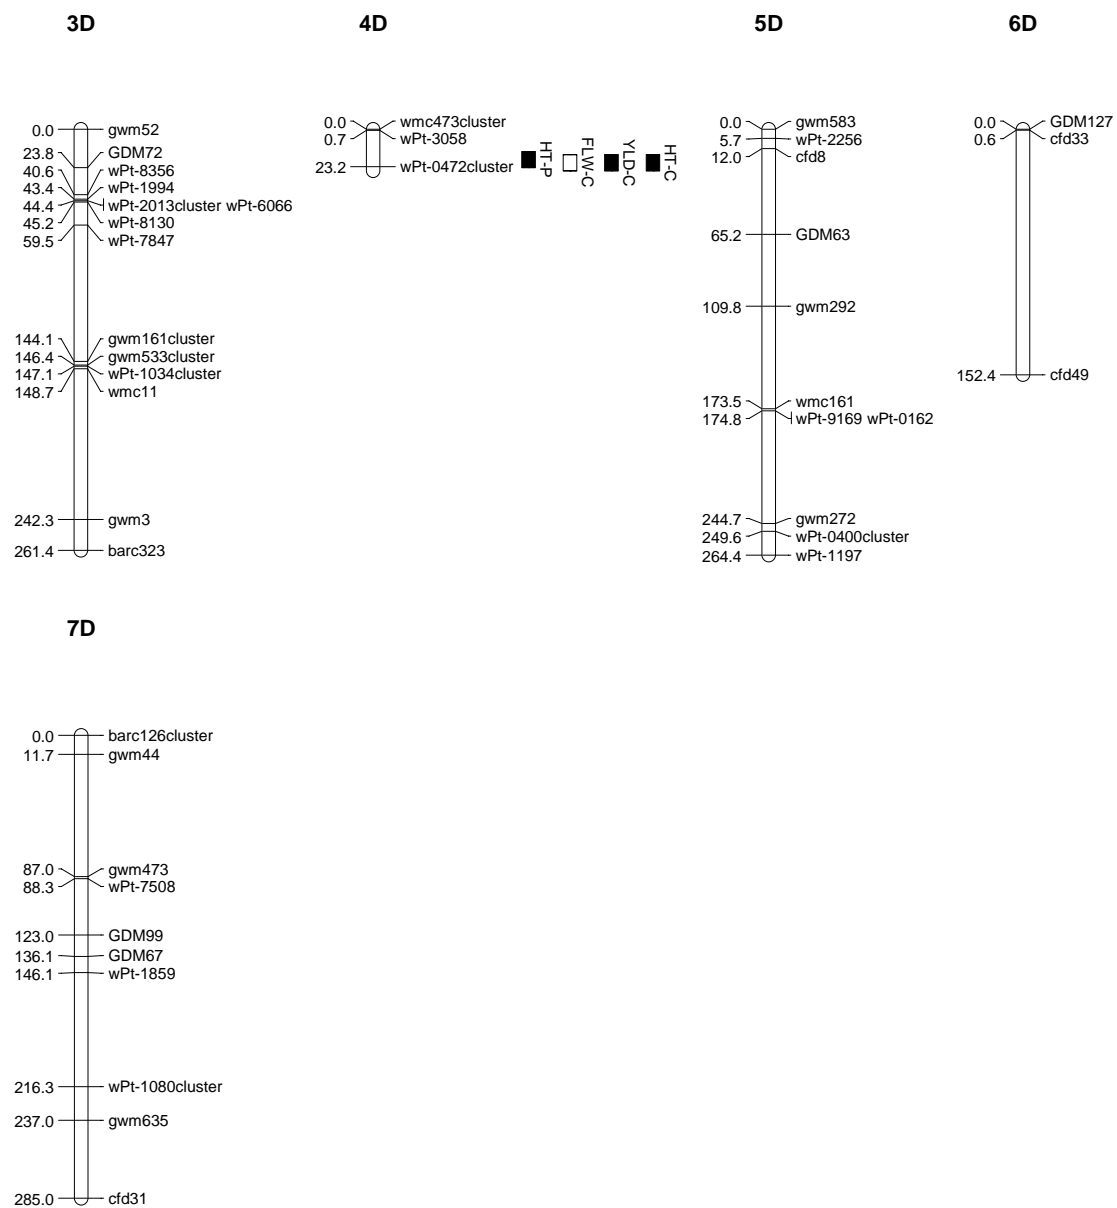 3D
0.0 gwm52
23.8 GDM72
40.6 wPt-8356
43.4 wPt-1994
44.4 wPt-2013cluster wPt-6066
45.2 wPt-8130
59.5 wPt-7847
144.1 gwm161cluster
146.4 gwm533cluster
147.1 wPt-1034cluster
148.7 wmc11
242.3 gwm3
261.4 barc323
4D
0.0 wmc473cluster
0.7 wPt-3058
23.2 wPt-0472cluster
HT-P
FLW-C
YLD-C
HT-C
5D
0.0 gwm583
5.7 wPt-2256
12.0 cfd8
65.2 GDM63
109.8 gwm292
173.5 wmc161
174.8 wPt-9169 wPt-0162
244.7 gwm272
249.6 wPt-0400cluster
264.4 wPt-1197
6D
0.0 GDM127
0.6 cfd33
152.4 cfd49
7D
0.0 barc126cluster
11.7 gwm44
87.0 gwm473
88.3 wPt-7508
123.0 GDM99
136.1 GDM67
146.1 wPt-1859
216.3 wPt-1080cluster
237.0 gwm635
285.0 cfd31